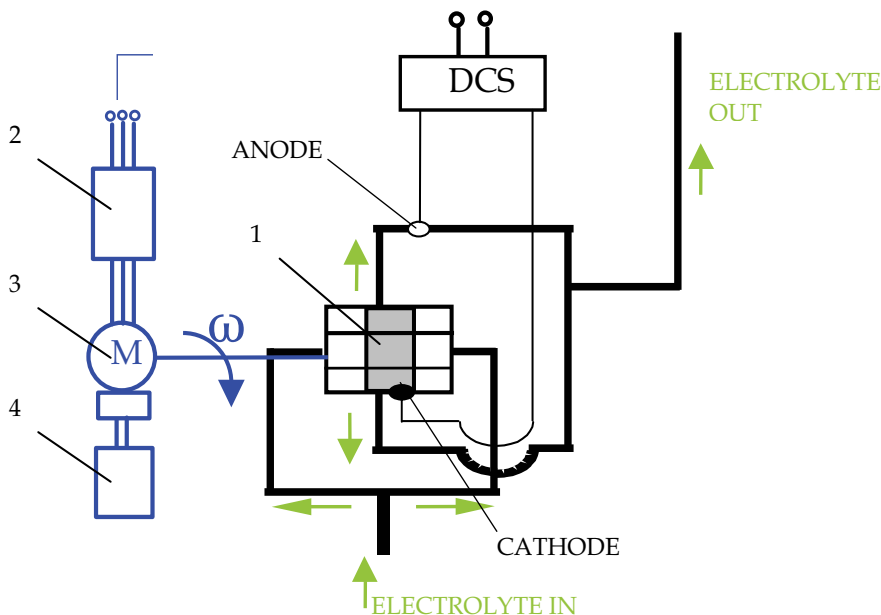 DCS
ELECTROLYTE
OUT
2
ANODE
1
3
ω
M
4
CATHODE
ELECTROLYTE IN